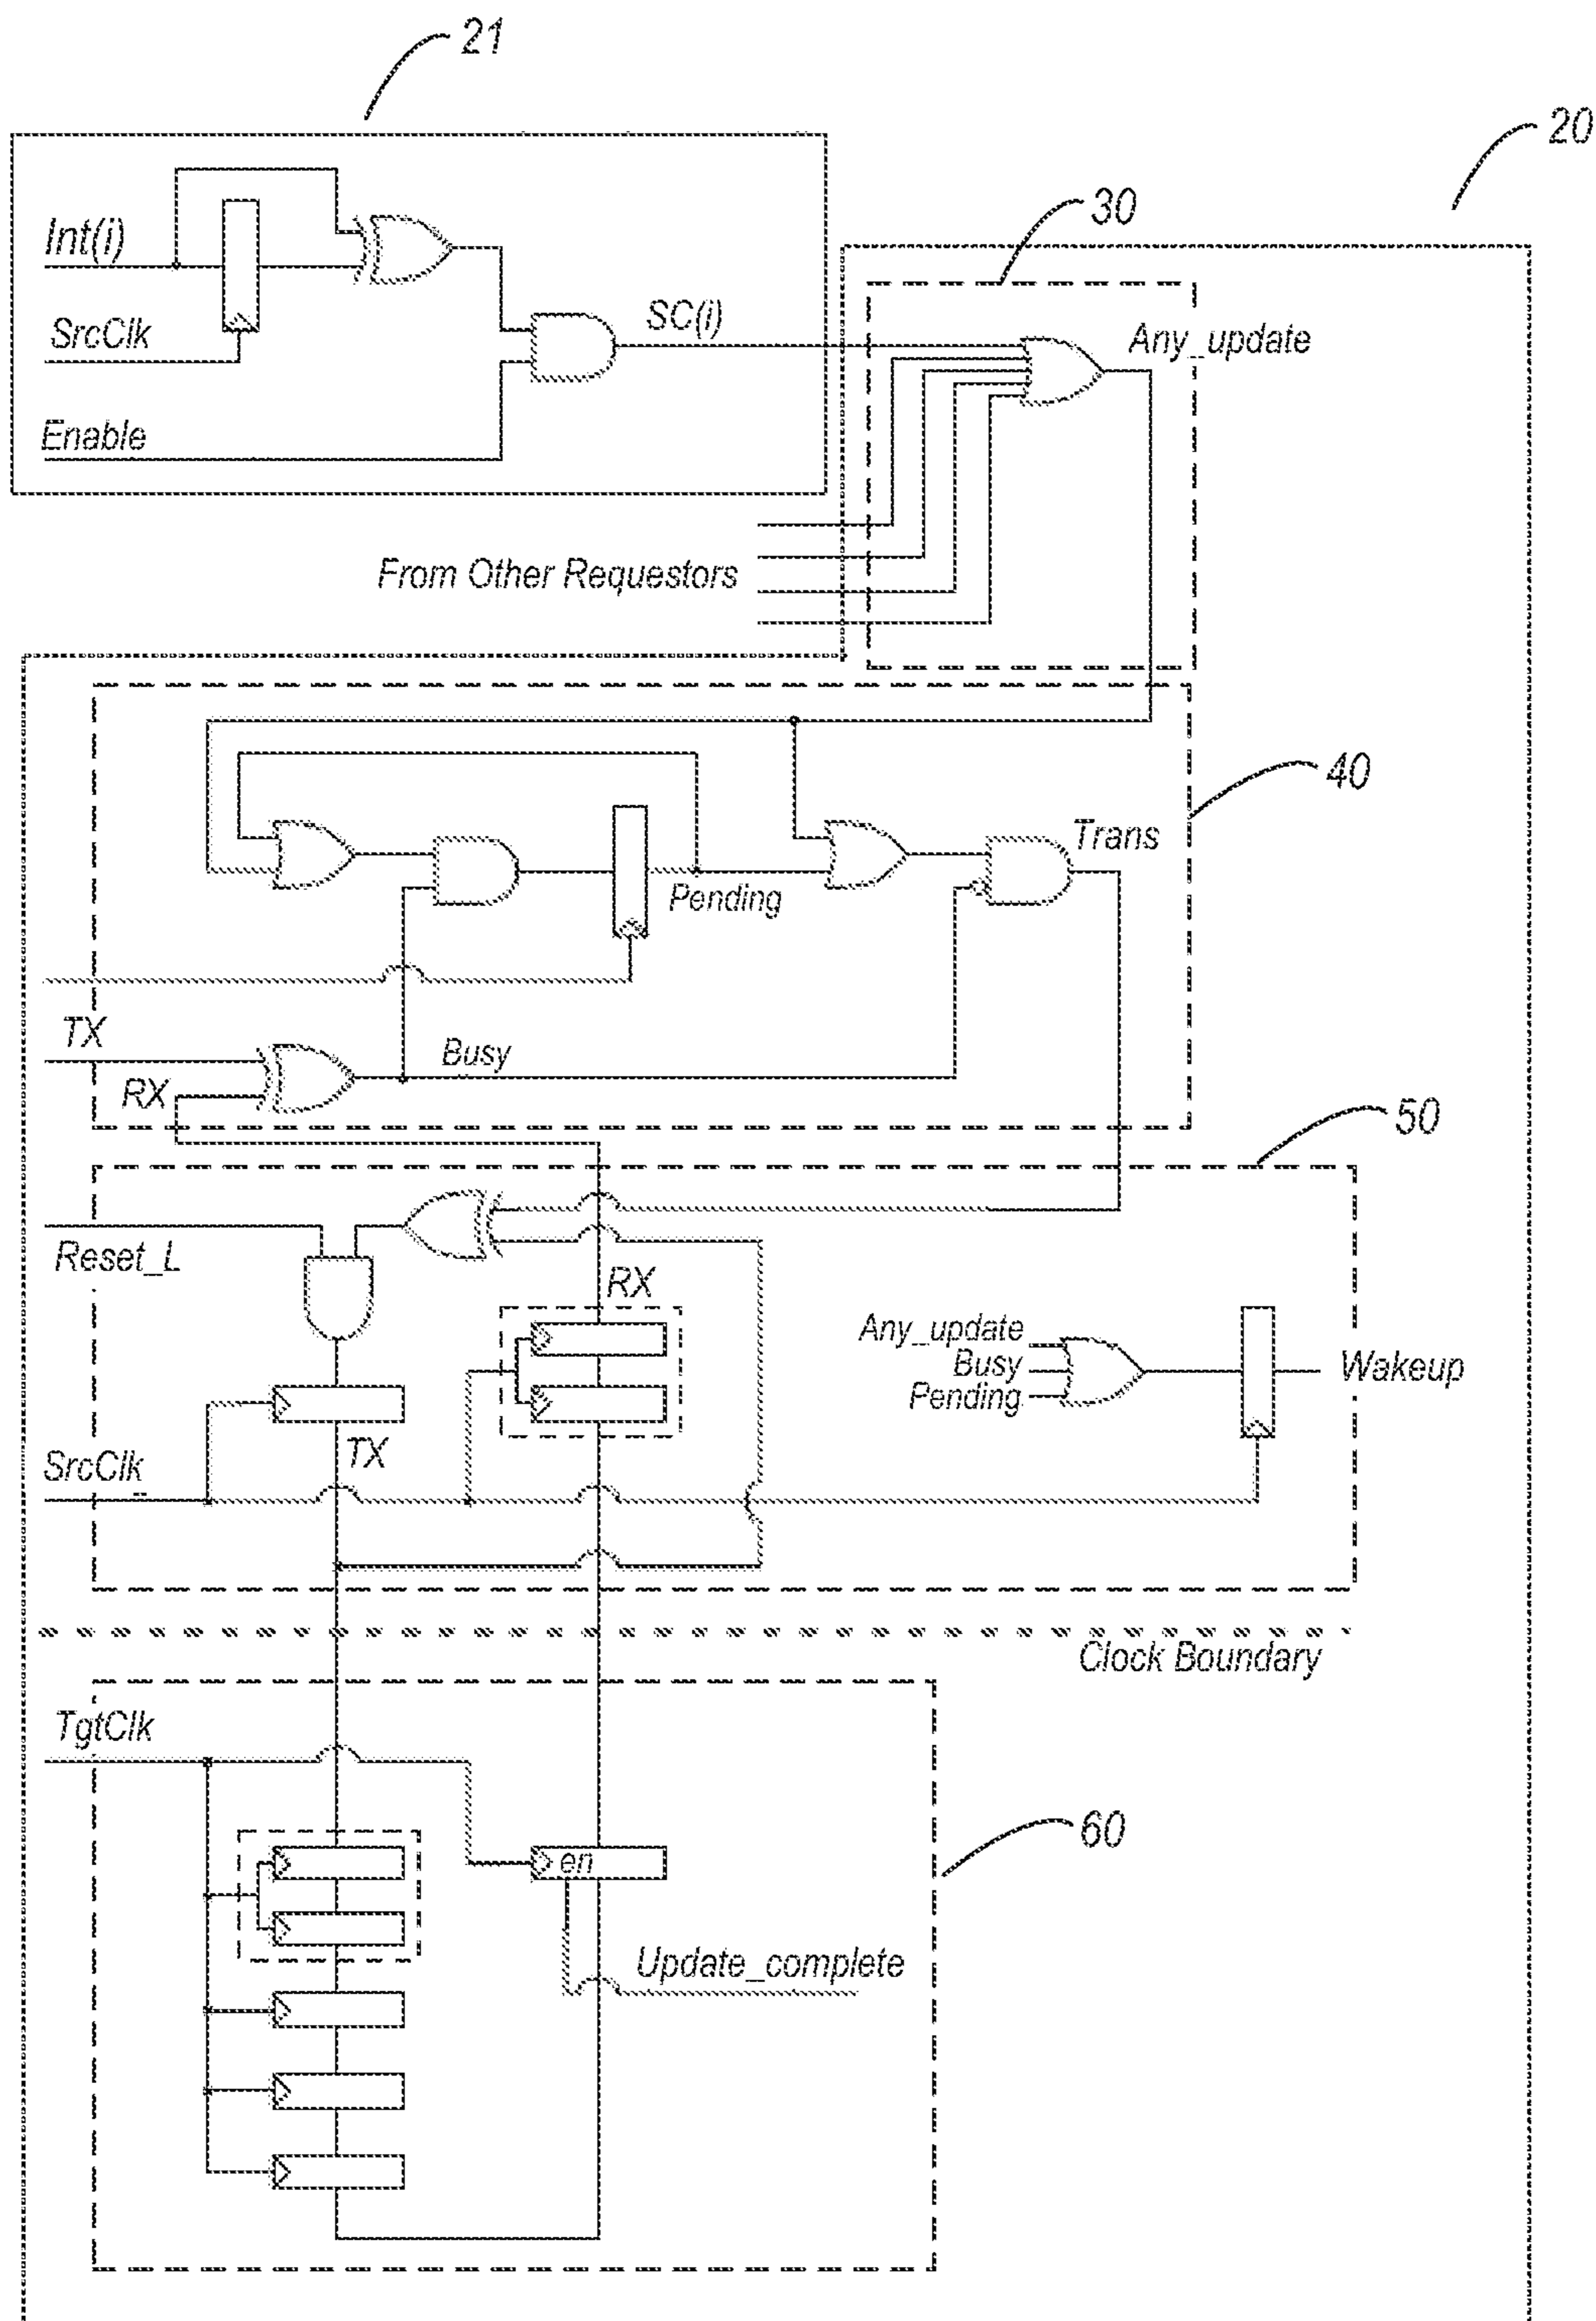 21
20
Int(i)
SrcClk
Enable
SC(i)
30
Any_update
From Other Requestors
40
Trans
Pending
TX
RX
Busy
50
Reset_L
RX
Any_update
Busy
Pending
Wakeup
TX
SrcClk
Clock Boundary
TgtClk
60
en
Update_complete